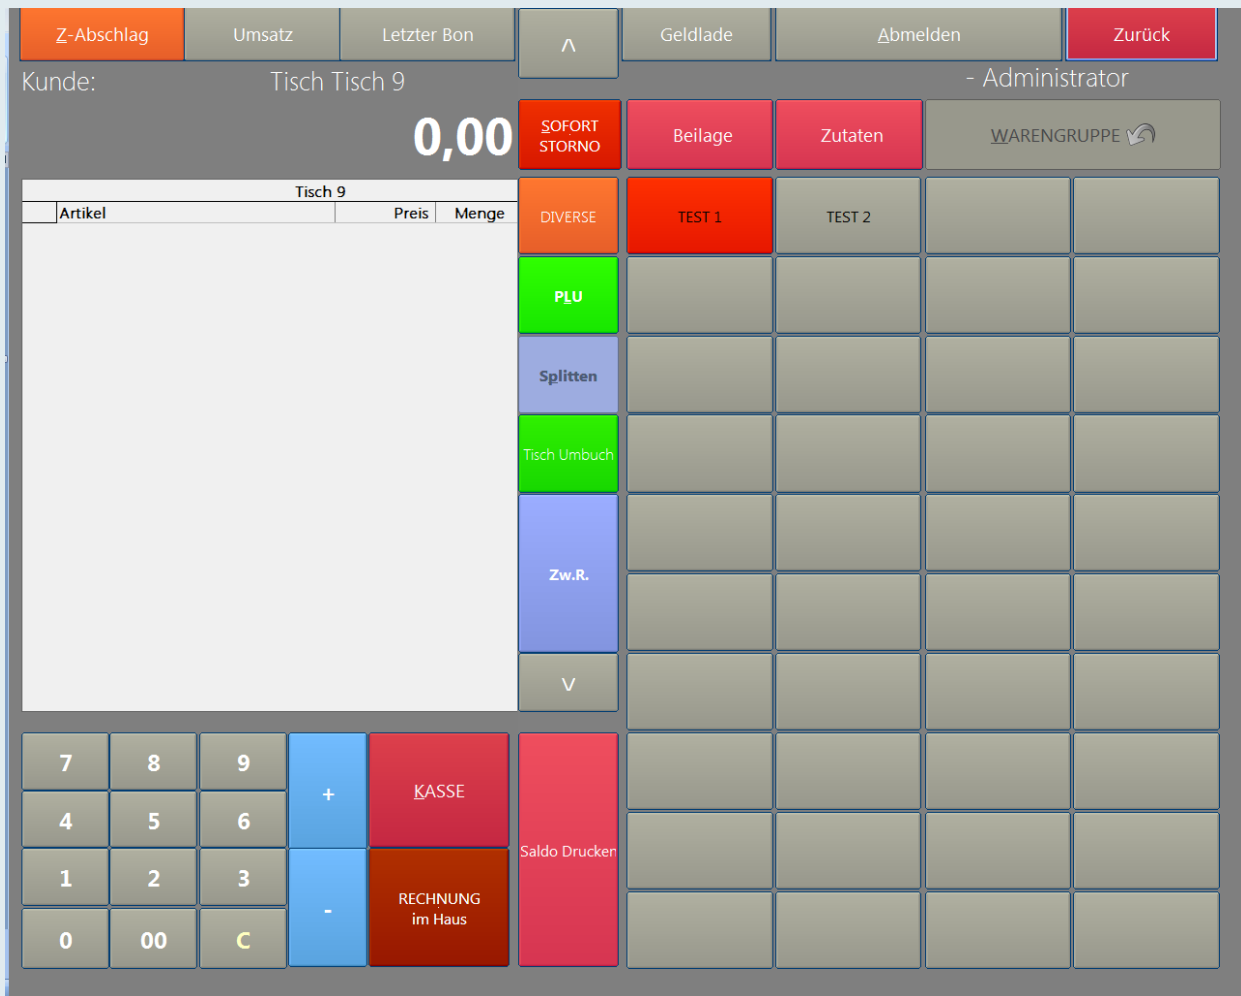 Z-Abschlag
Umsatz
Letzter Bon
Λ
Geldlade
Abmelden
Zurück
Kunde:
Tisch Tisch 9
- Administrator
0,00
SOFORT
STORNO
Beilage
Zutaten
WARENGRUPPE
Tisch 9
Artikel
Preis
Menge
DIVERSE
TEST 1
TEST 2
PLU
Splitten
Tisch Umbuch
Zw.R.
V
7
8
9
+
KASSE
4
5
6
Saldo Drucken
1
2
3
-
RECHNUNG
im Haus
0
00
C